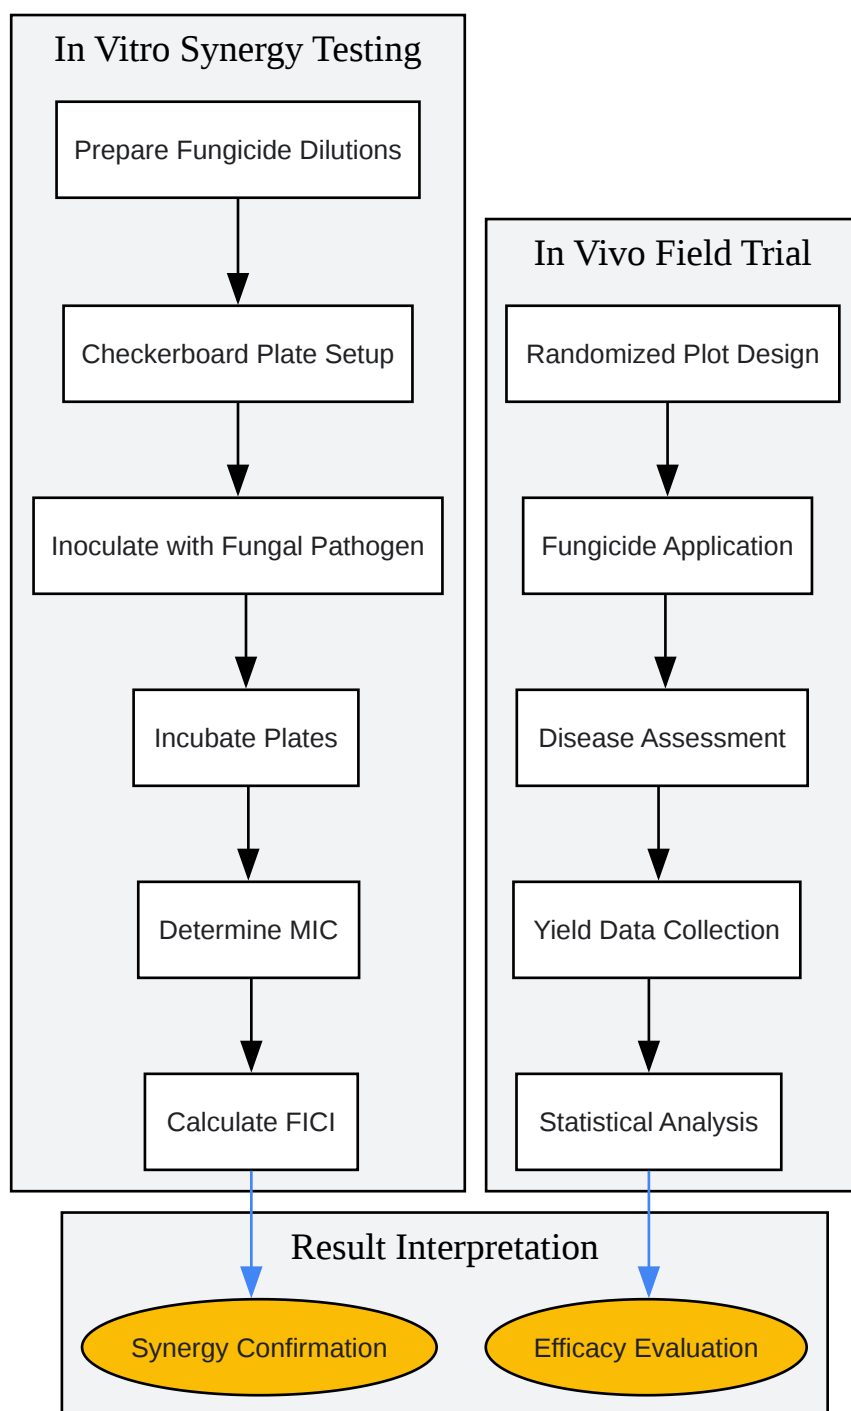 In Vitro Synergy Testing
Prepare Fungicide Dilutions
Checkerboard Plate Setup
Inoculate with Fungal Pathogen
Incubate Plates
Determine MIC
Calculate FICI
In Vivo Field Trial
Randomized Plot Design
Fungicide Application
Disease Assessment
Yield Data Collection
Statistical Analysis
Result Interpretation
Synergy Confirmation
Efficacy Evaluation